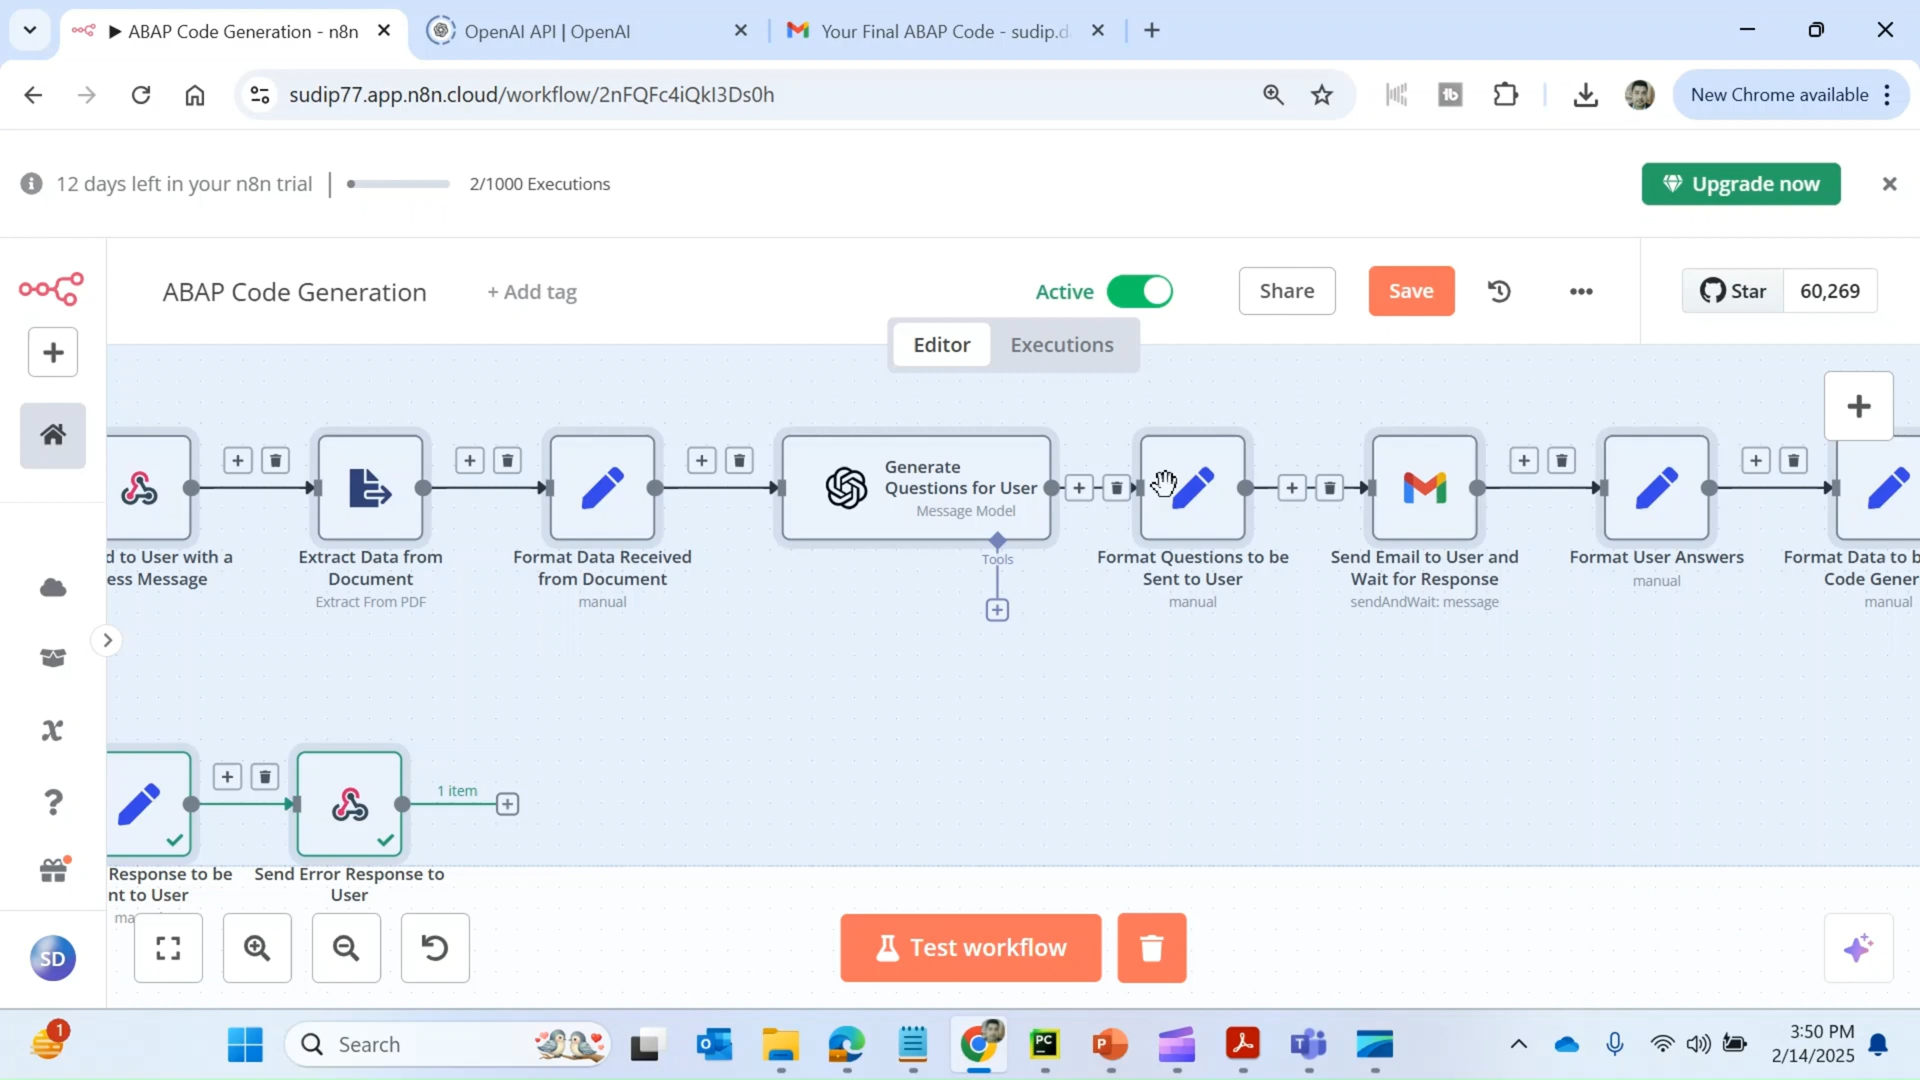 ABAP Code Generation - n8n
OpenAI API | OpenAI
Your Final ABAP Code - sudip.d
sudip77.app.n8n.cloud/workflow/2nFQFc4iQkI3Ds0h
tb
New Chrome available
12 days left in your n8n trial
2/1000 Executions
Upgrade now
ABAP Code Generation
+ Add tag
Active
Share
Save
Star
60,269
Editor
Executions
Generate
Questions for User
Message Model
Tools
d to User with a
ess Message
Extract Data from
Document
Extract From PDF
Format Data Received
from Document
manual
Format Questions to be
Sent to User
manual
Send Email to User and
Wait for Response
sendAndWait: message
Format User Answers
manual
Format Data to b
Code Gener
manual
1 item
Response to be
nt to User
ma
Send Error Response to
User
Test workflow
SD
1
Search
PC
3:50 PM
2/14/2025